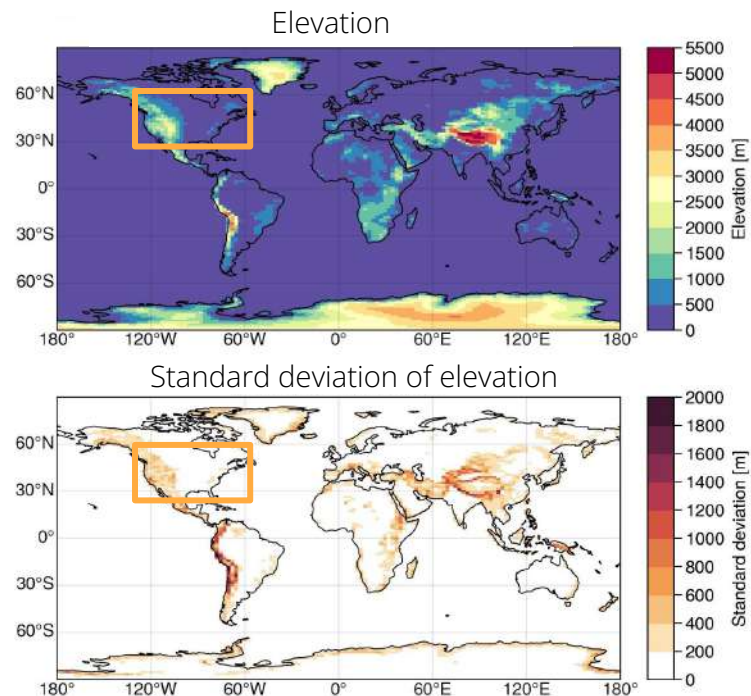 Elevation
60°N
30°N
0°
30°S
60°S
180°
120°W
60°W
0°
60°E
120°E
180°
5500
5000
4500
4000
3500
3000
2500
2000
1500
1000
500
0
Elevation [m]
Standard deviation of elevation
60°N
30°N
0°
30°S
60°S
180°
120°W
60°W
0°
60°E
120°E
180°
2000
1800
1600
1400
1200
1000
800
600
400
200
0
Standard deviation [m]